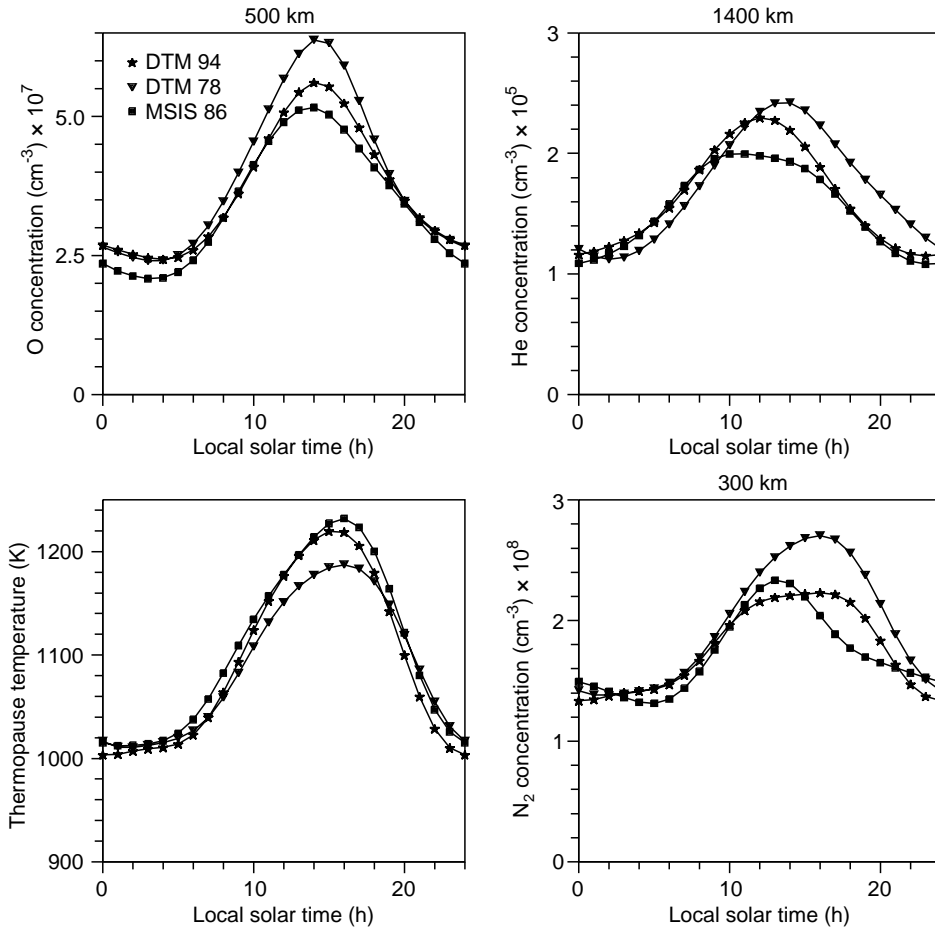 500 km
DTM 94
DTM 78
MSIS 86
O concentration (cm⁻³) × 10⁷
5.0
2.5
0
0 10 20
Local solar time (h)
1400 km
He concentration (cm⁻³) × 10⁵
3
2
1
0
0 10 20
Local solar time (h)
Thermopause temperature (K)
1200
1100
1000
900
0 10 20
Local solar time (h)
300 km
N₂ concentration (cm⁻³) × 10⁸
3
2
1
0
0 10 20
Local solar time (h)